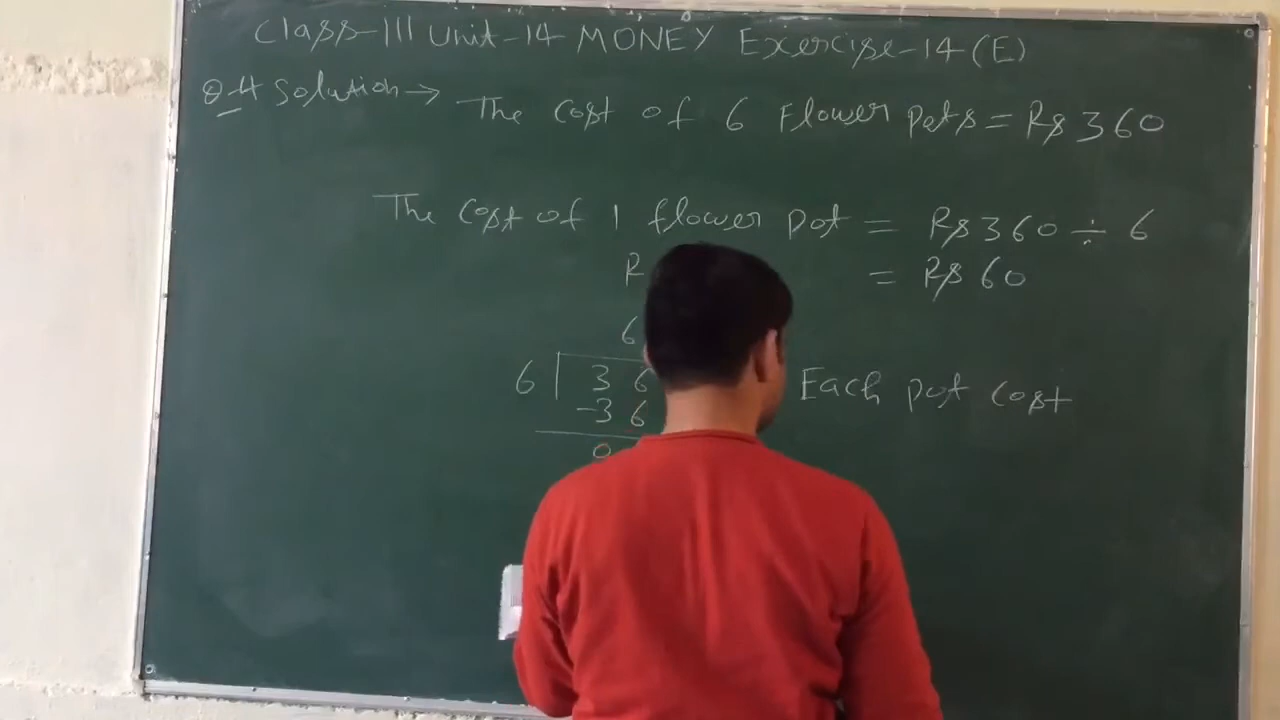 Class-III Unit-14 MONEY Exercise-14 (E)
Q-4 Solution → The Cost of 6 Flower pots = Rs 360
The Cost of 1 flower pot = Rs 360 ÷ 6
R = Rs 60
6
6 3 6
-3 6 Each pot cost
0